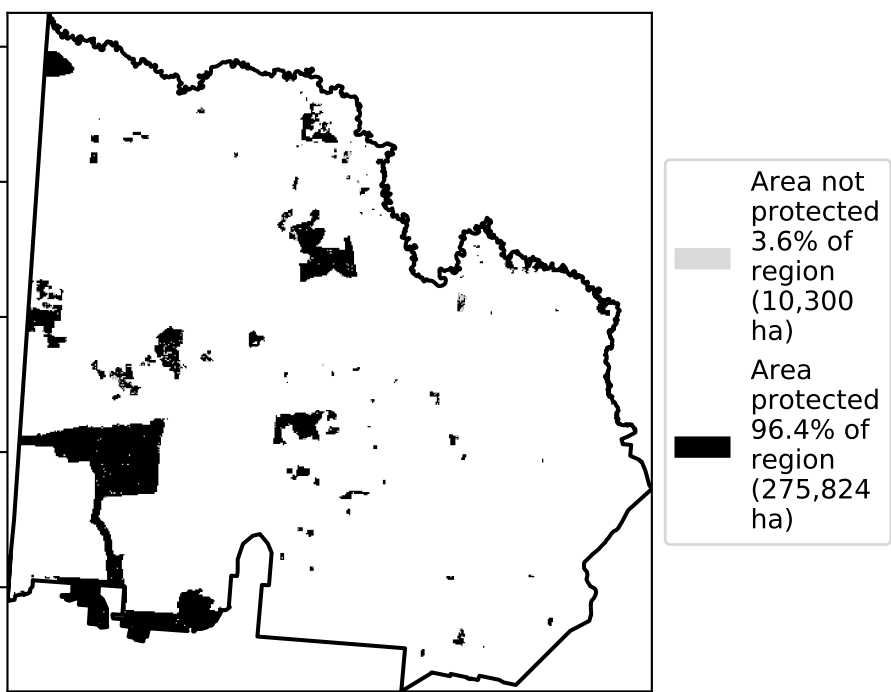 Area not
protected
3.6% of
region
(10,300
ha)
Area
protected
96.4% of
region
(275,824
ha)